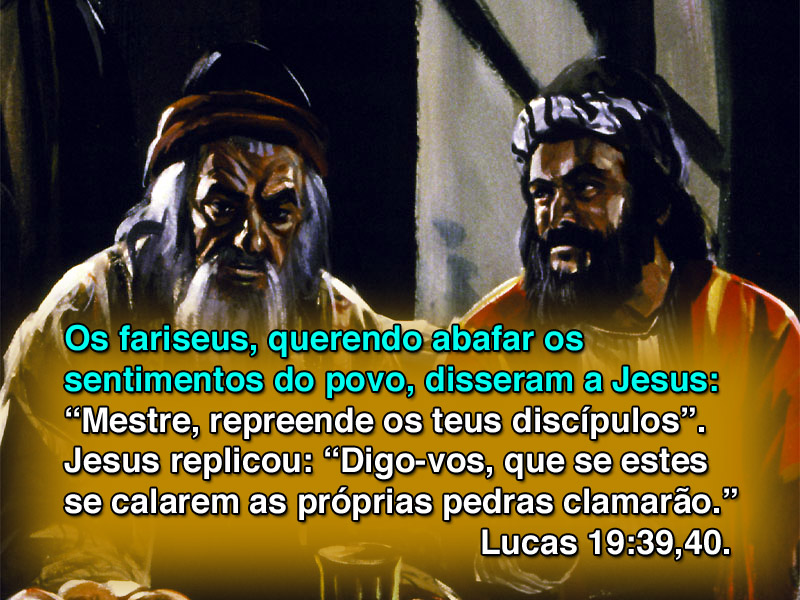 Os fariseus, querendo abafar os
sentimentos do povo, disseram a Jesus:
“Mestre, repreende os teus discípulos”.
Jesus replicou: “Digo-vos, que se estes
se calarem as próprias pedras clamarão.”
Lucas 19:39,40.